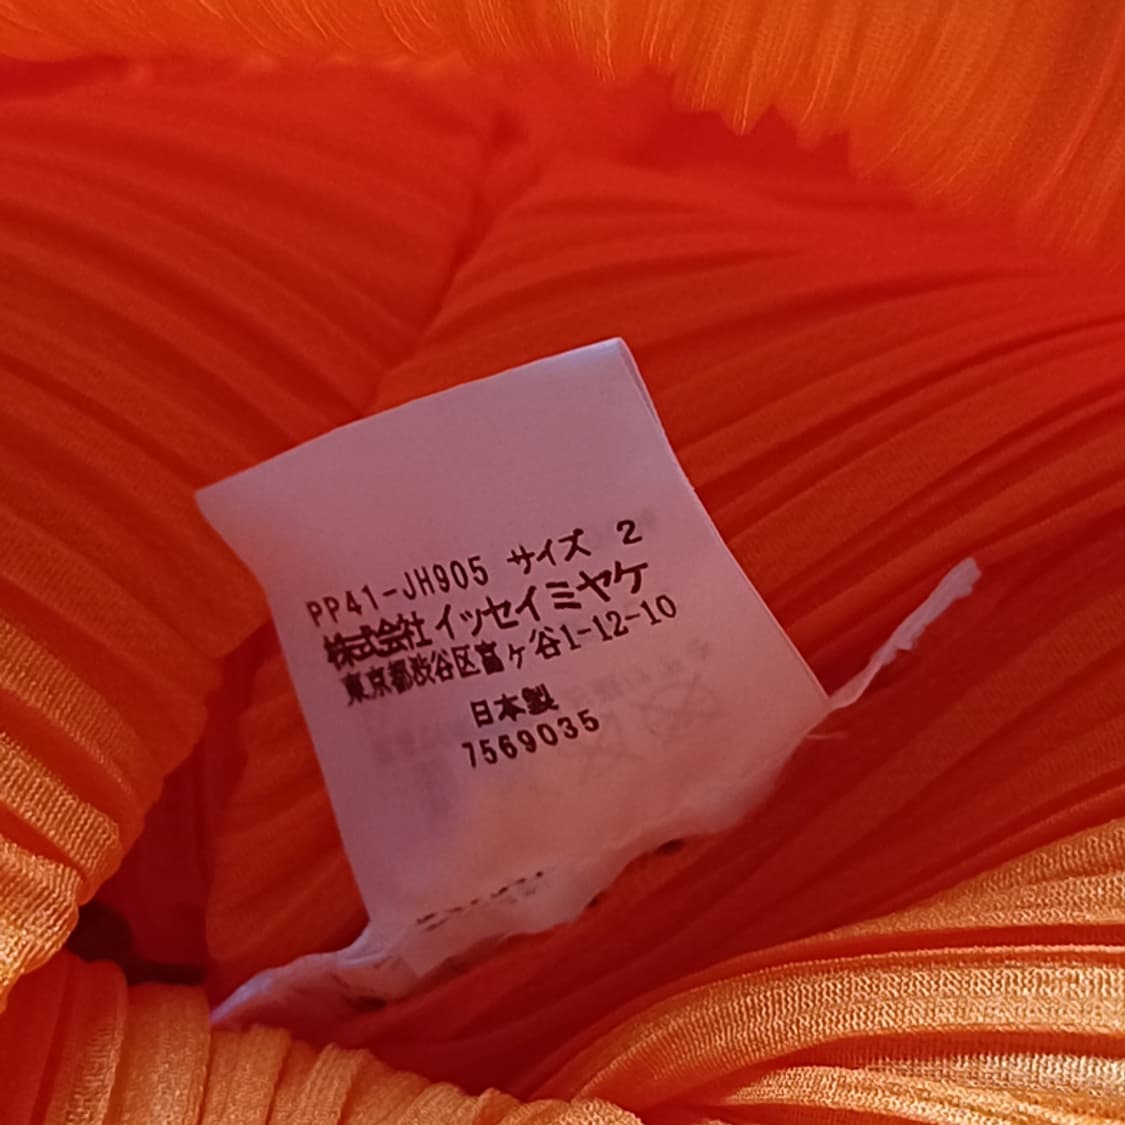 PP41-JH905 サイズ 2
株式会社イッセイミヤケ
東京都渋谷区富ヶ谷1-12-10
日本製
7569035